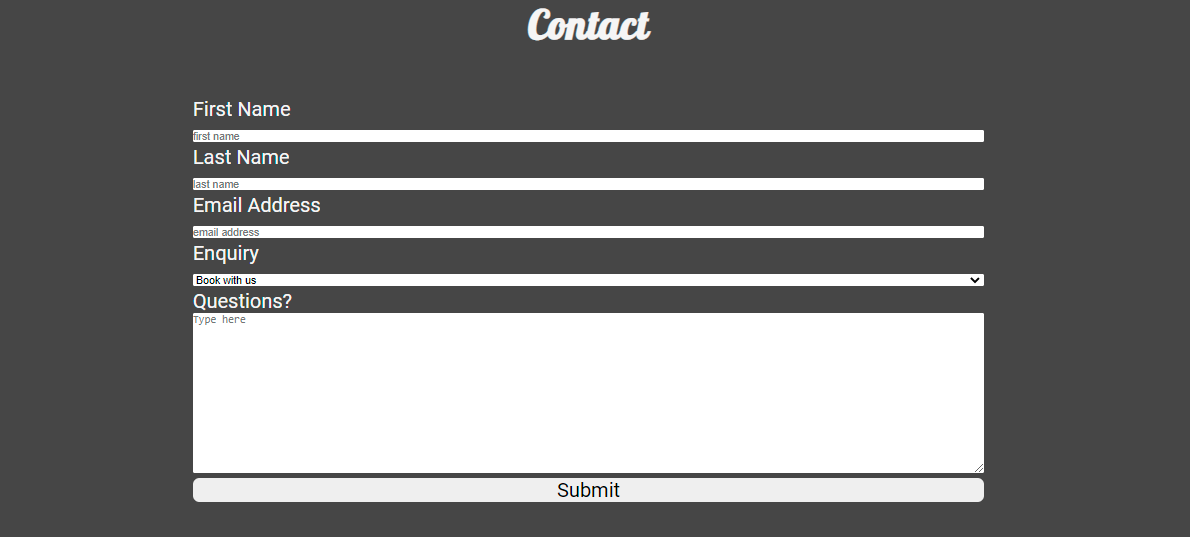 Contact
First Name
first name
Last Name
last name
Email Address
email address
Enquiry
Book with us
Questions?
Type here
Submit